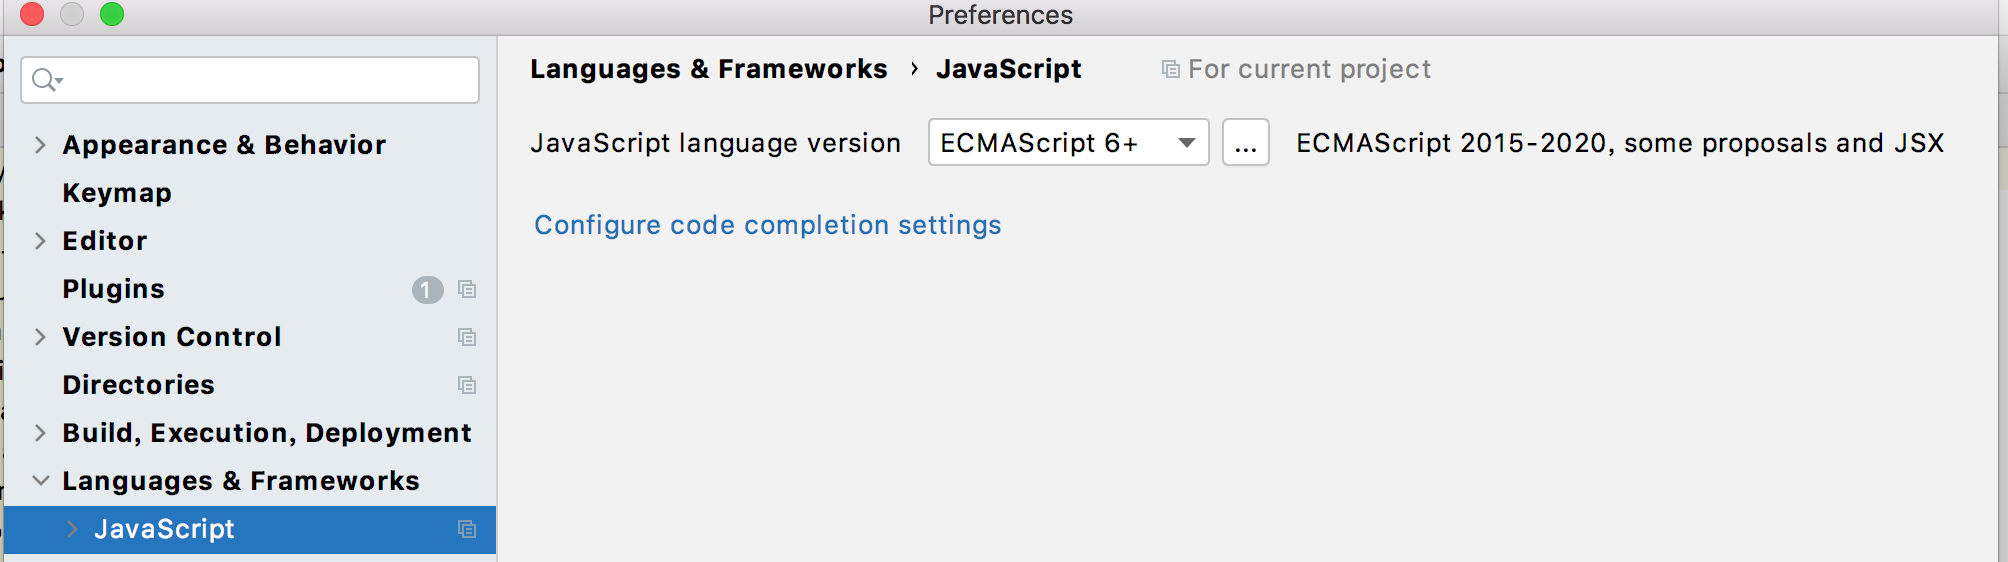 Preferences
Appearance & Behavior
Keymap
Editor
Plugins 1
Version Control
Directories
Build, Execution, Deployment
Languages & Frameworks
JavaScript
Languages & Frameworks › JavaScript For current project
JavaScript language version ECMAScript 6+ ... ECMAScript 2015-2020, some proposals and JSX
Configure code completion settings